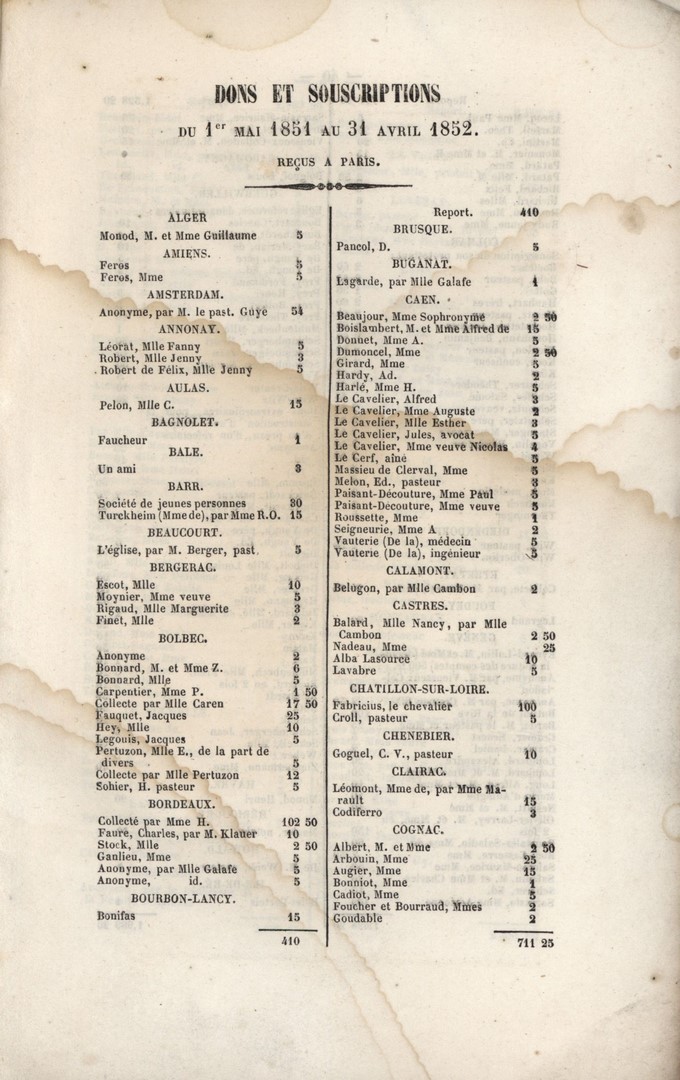 DONS ET SOUSCRIPTIONS
DU 1er MAI 1851 AU 31 AVRIL 1852.
REÇUS A PARIS.
ALGER
Monod, M. et Mme Guillaume 5
AMIENS.
Feros 5
Feros, Mme 5
AMSTERDAM.
Anonyme, par M. le past. Guye 54
ANNONAY.
Léorat, Mlle Fanny 5
Robert, Mlle Jenny 3
Robert de Félix, Mlle Jenny 5
AULAS.
Pelon, Mlle C. 15
BAGNOLET.
Faucheur 1
BALE.
Un ami 3
BARR.
Société de jeunes personnes 30
Turckheim (Mme de), par Mme R.O. 15
BEAUCOURT.
L'église, par M. Berger, past. 5
BERGERAC.
Escot, Mlle 10
Moynier, Mme veuve 5
Rigaud, Mlle Marguerite 3
Finet, Mlle 2
BOLBEC.
Anonyme 2
Bonnard, M. et Mme Z. 6
Bonnard, Mlle 5
Carpentier, Mme P. 1 50
Collecte par Mlle Caren 17 50
Fauquet, Jacques 25
Hey, Mlle 10
Legouis, Jacques 5
Pertuzon, Mlle E., de la part de
divers 5
Collecte par Mlle Pertuzon 12
Sohier, H. pasteur 5
BORDEAUX.
Collecté par Mme H. 102 50
Faure, Charles, par M. Klauer 10
Stock, Mlle 2 50
Ganlieu, Mme 5
Anonyme, par Mlle Galafe 5
Anonyme, id. 5
BOURBON-LANCY.
Bonifas 15
410
Report. 410
BRUSQUE.
Pancol, D. 5
BUGANAT.
Lagarde, par Mlle Galafe 1
CAEN.
Beaujour, Mme Sophronyme 2 50
Boislambert, M. et Mme Alfred de 15
Donnet, Mme A. 5
Dumoncel, Mme 2 50
Girard, Mme 5
Hardy, Ad. 2
Harlé, Mme H. 5
Le Cavelier, Alfred 3
Le Cavelier, Mme Auguste 2
Le Cavelier, Mlle Esther 3
Le Cavelier, Jules, avocat 5
Le Cavelier, Mme veuve Nicolas 4
Le Cerf, aîné 5
Massieu de Clerval, Mme 5
Melon, Ed., pasteur 3
Paisant-Découture, Mme Paul 5
Paisant-Decouture, Mme veuve 5
Roussette, Mme 1
Seigneurie, Mme A 2
Vauterie (De la), médecin 5
Vauterie (De la), ingénieur 5
CALAMONT.
Belugon, par Mlle Cambon 2
CASTRES.
Balard, Mlle Nancy, par Mlle
Cambon 2 50
Nadeau, Mme 25
Alba Lasource 10
Lavabre 5
CHATILLON-SUR-LOIRE.
Fabricius, le chevalier 100
Croll, pasteur 5
CHENEBIER.
Goguel, C. V., pasteur 10
CLAIRAC.
Léomont, Mme de, par Mme Ma-
rault 15
Codiferro 3
COGNAC.
Albert, M. et Mme 2 50
Arbouin, Mme 25
Augier, Mme 15
Bonniot, Mme 1
Cadiot, Mme 5
Foucher et Bourraud, Mmes 2
Goudable 2
711 25